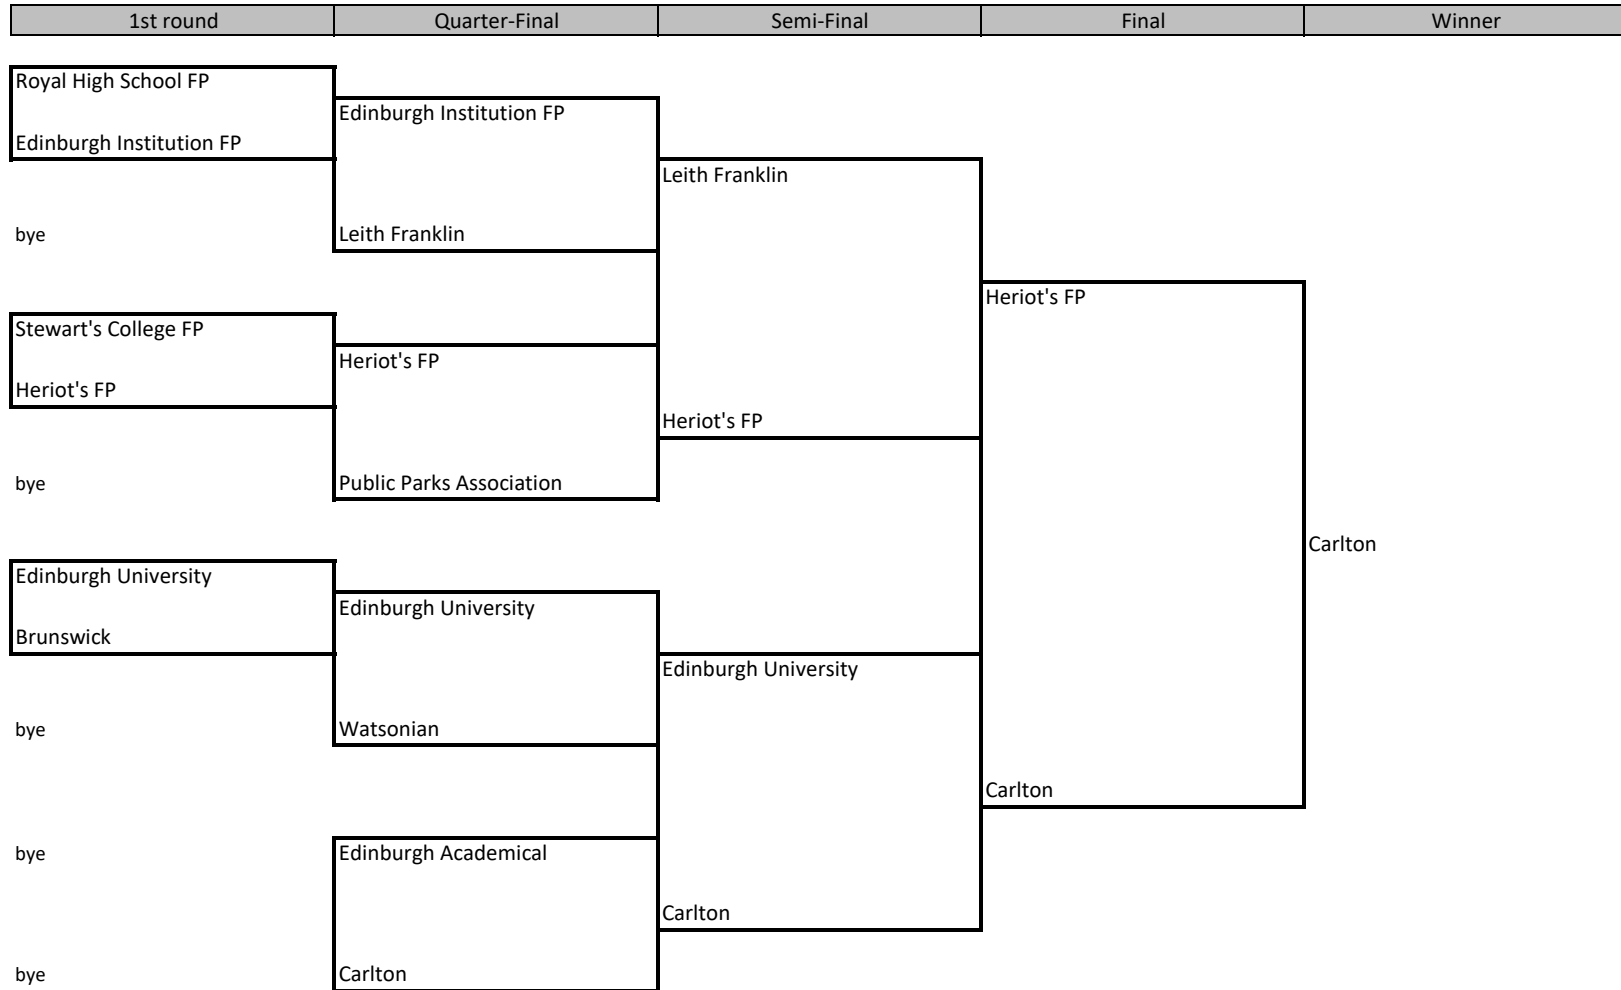 1st round Quarter-Final Semi-Final Final Winner
Royal High School FP
Edinburgh Institution FP
Edinburgh Institution FP
Leith Franklin
bye Leith Franklin
Heriot's FP
Stewart's College FP
Heriot's FP
Heriot's FP
Heriot's FP
bye Public Parks Association
Carlton
Edinburgh University
Edinburgh University
Brunswick
Edinburgh University
bye Watsonian
Carlton
bye Edinburgh Academical
Carlton
bye Carlton